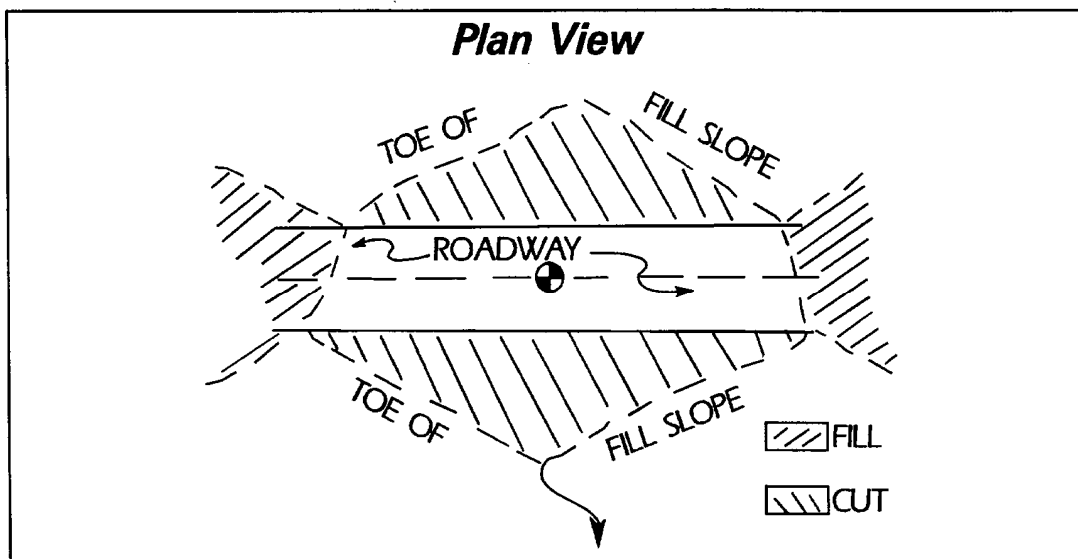 Plan View
TOE OF
FILL SLOPE
ROADWAY
TOE OF
FILL SLOPE
FILL
CUT